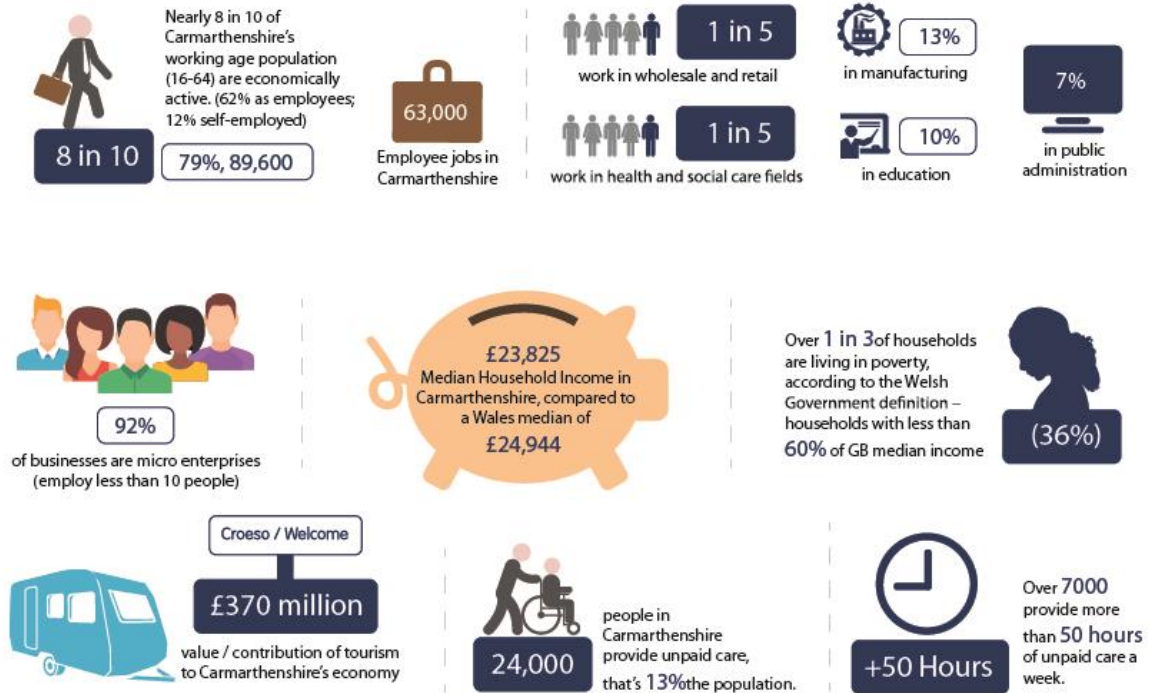 Nearly 8 in 10 of
Carmarthenshire's
working age population
(16-64) are economically
active. (62% as employees;
12% self-employed)
8 in 10
79%, 89,600
63,000
Employee jobs in
Carmarthenshire
1 in 5
work in wholesale and retail
1 in 5
work in health and social care fields
13%
in manufacturing
10%
in education
7%
in public
administration
92%
of businesses are micro enterprises
(employ less than 10 people)
£23,825
Median Household Income in
Carmarthenshire, compared to
a Wales median of
£24,944
Over 1 in 3of households
are living in poverty,
according to the Welsh
Government definition –
households with less than
60% of GB median income
(36%)
Croeso / Welcome
£370 million
value / contribution of tourism
to Carmarthenshire's economy
24,000
people in
Carmarthenshire
provide unpaid care,
that's 13%the population.
+50 Hours
Over 7000
provide more
than 50 hours
of unpaid care a
week.